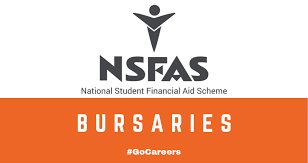 NSFAS
National Student Financial Aid Scheme
BURSARIES
#GoCareers